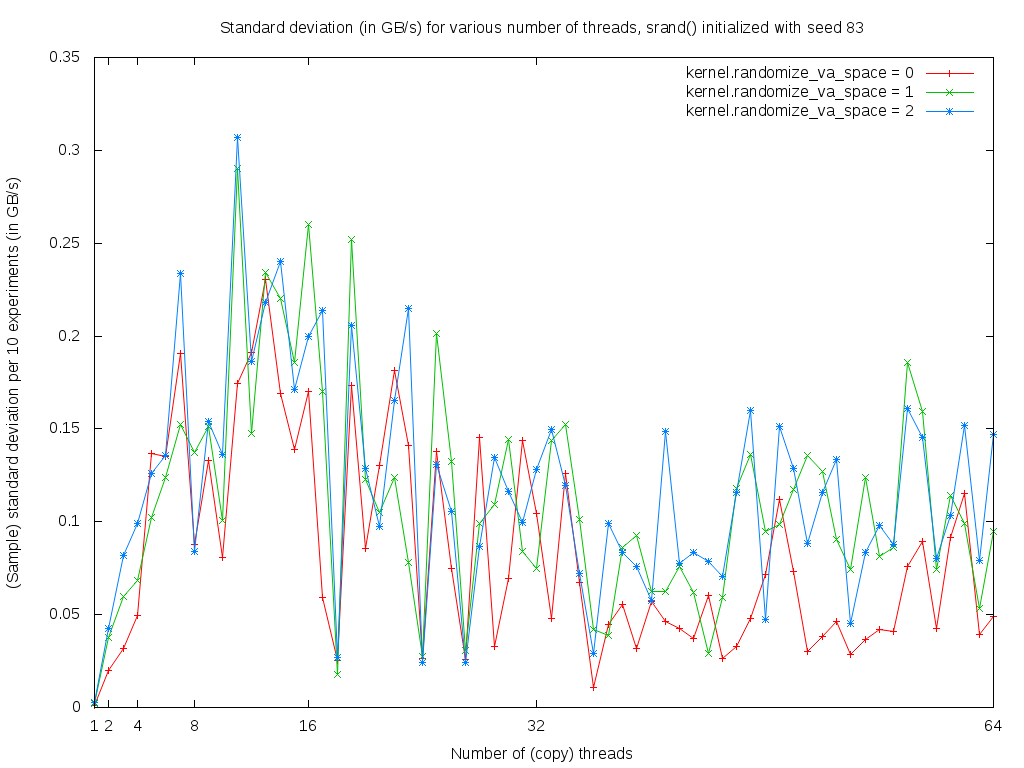 Standard deviation (in GB/s) for various number of threads, srand() initialized with seed 83
kernel.randomize_va_space = 0
kernel.randomize_va_space = 1
kernel.randomize_va_space = 2
(Sample) standard deviation per 10 experiments (in GB/s)
0.35
0.3
0.25
0.2
0.15
0.1
0.05
0
1 2 4 8 16 32 64
Number of (copy) threads